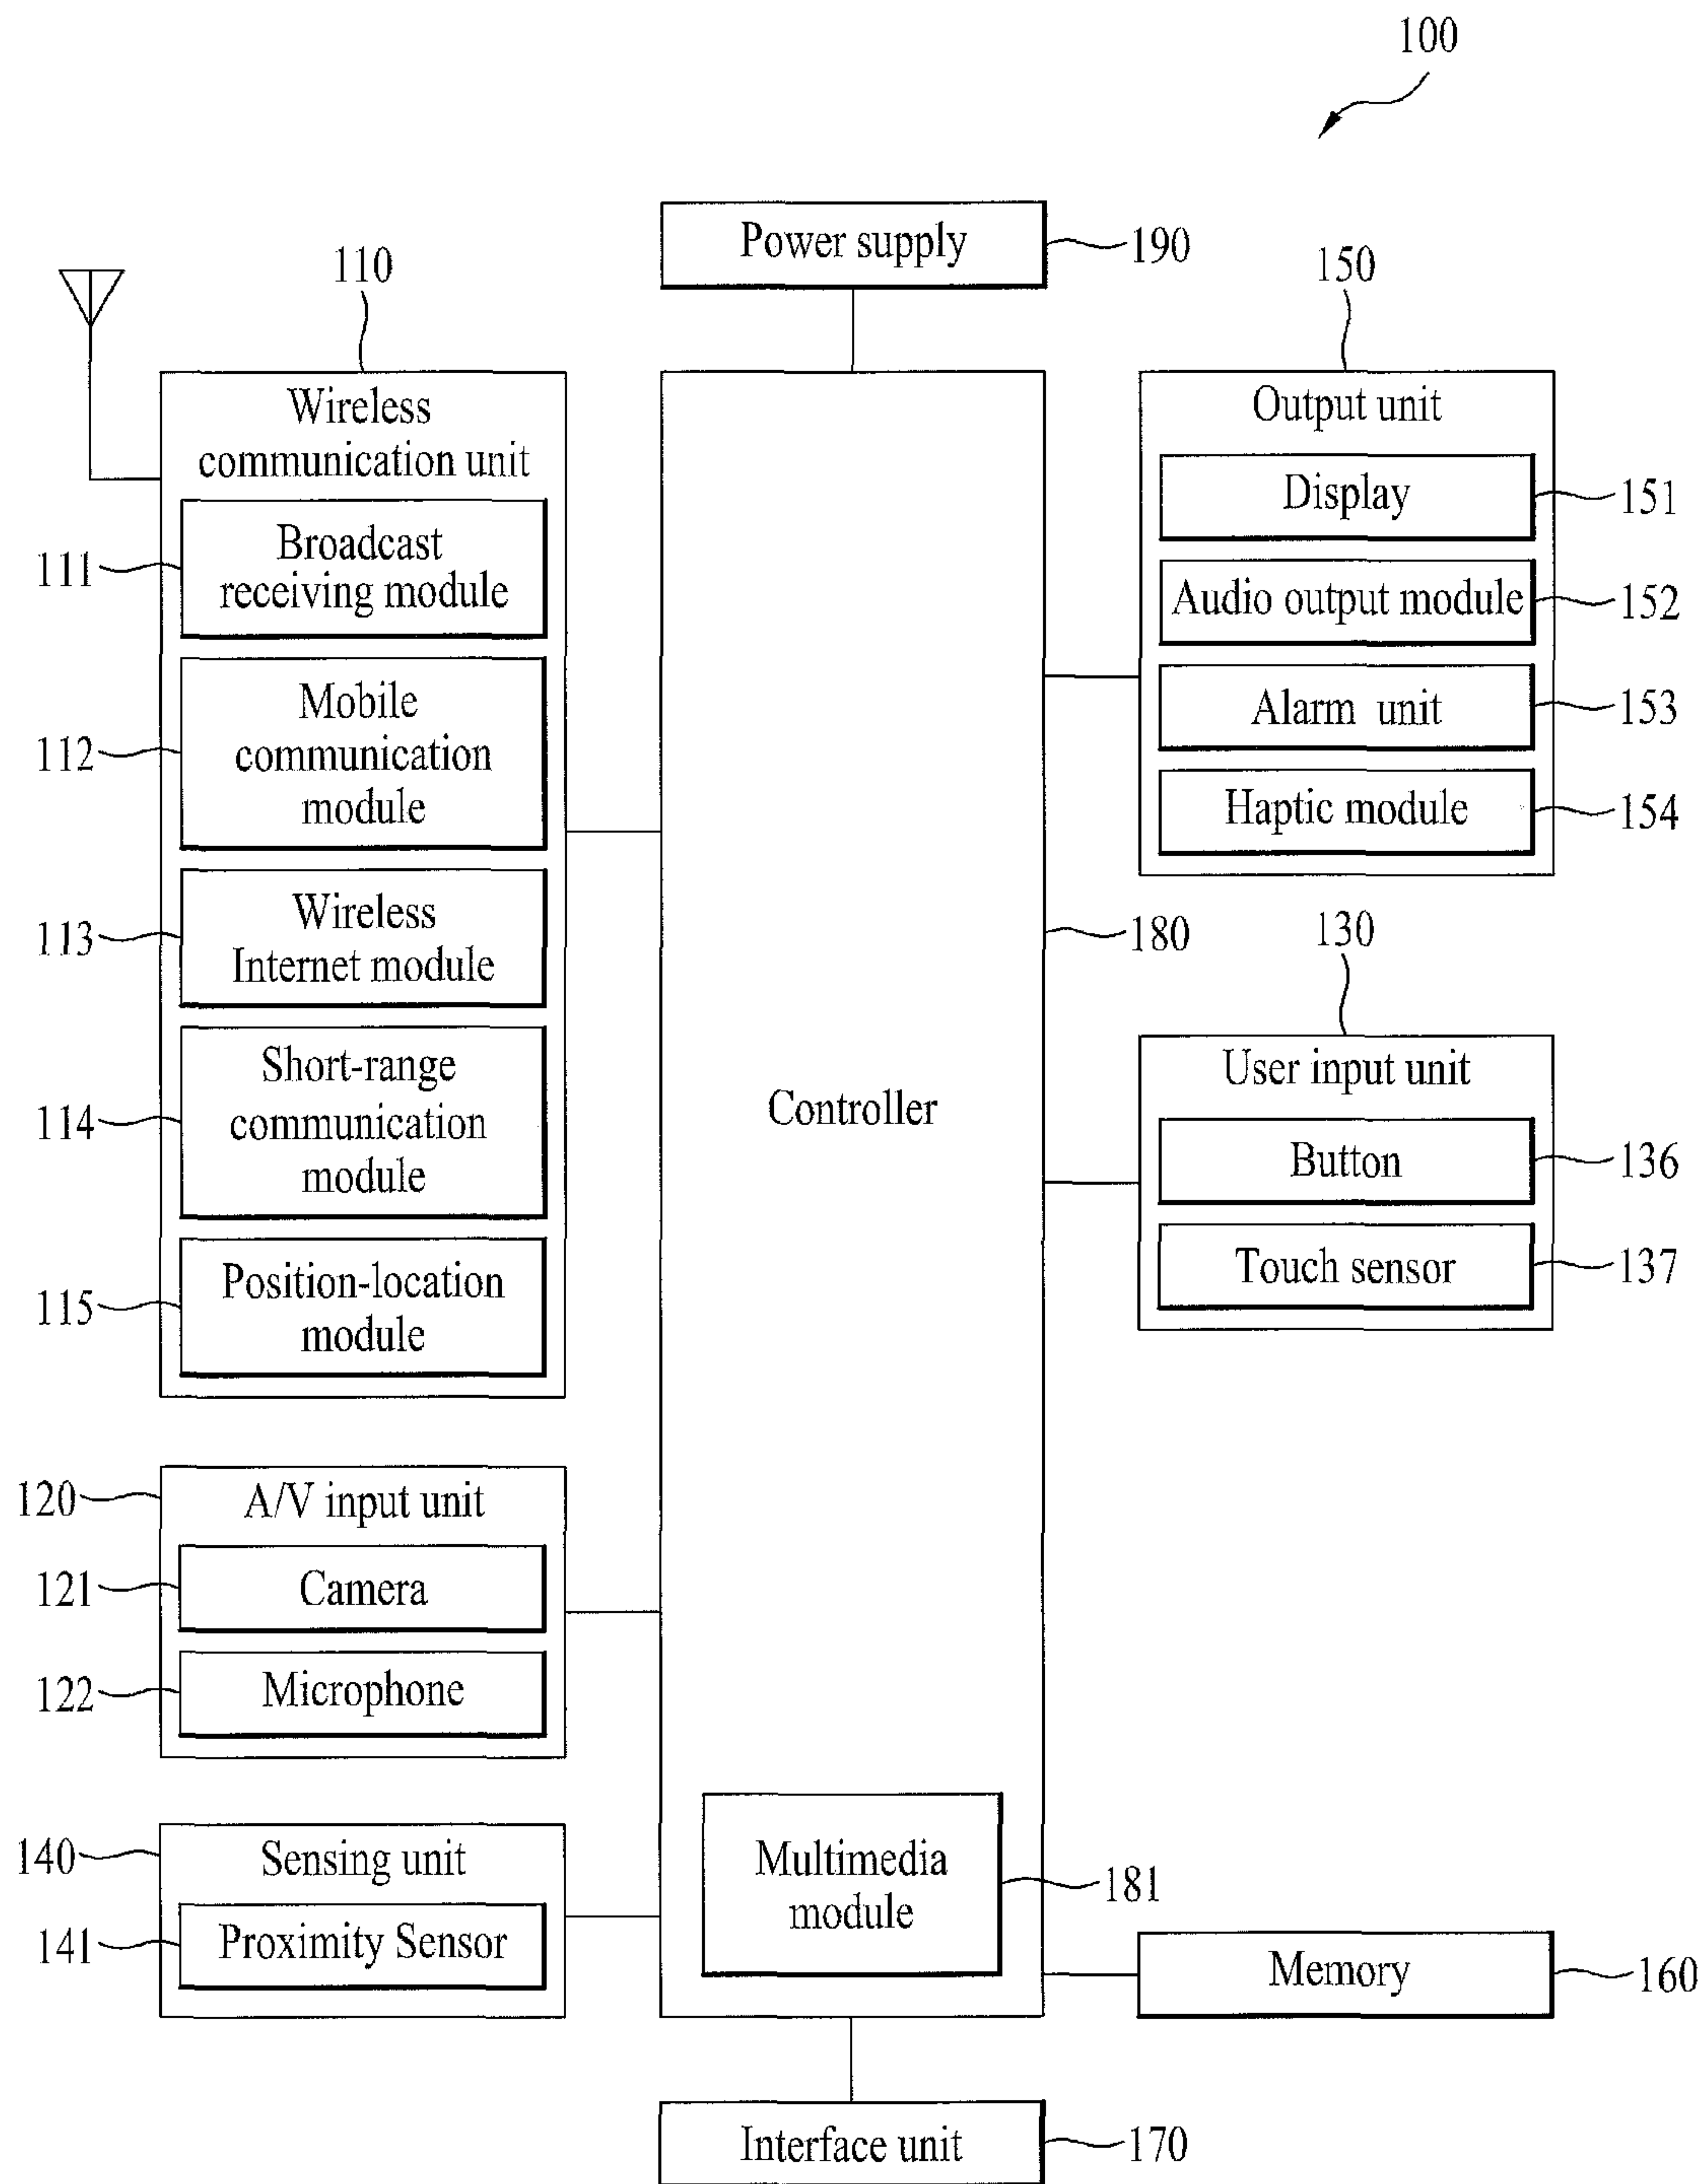 100
Power supply
190
110
Wireless
communication unit
111
Broadcast
receiving module
112
Mobile
communication
module
113
Wireless
Internet module
114
Short-range
communication
module
115
Position-location
module
120
A/V input unit
121
Camera
122
Microphone
140
Sensing unit
141
Proximity Sensor
Controller
180
Multimedia
module
181
150
Output unit
Display
151
Audio output module
152
Alarm unit
153
Haptic module
154
130
User input unit
Button
136
Touch sensor
137
Memory
160
Interface unit
170